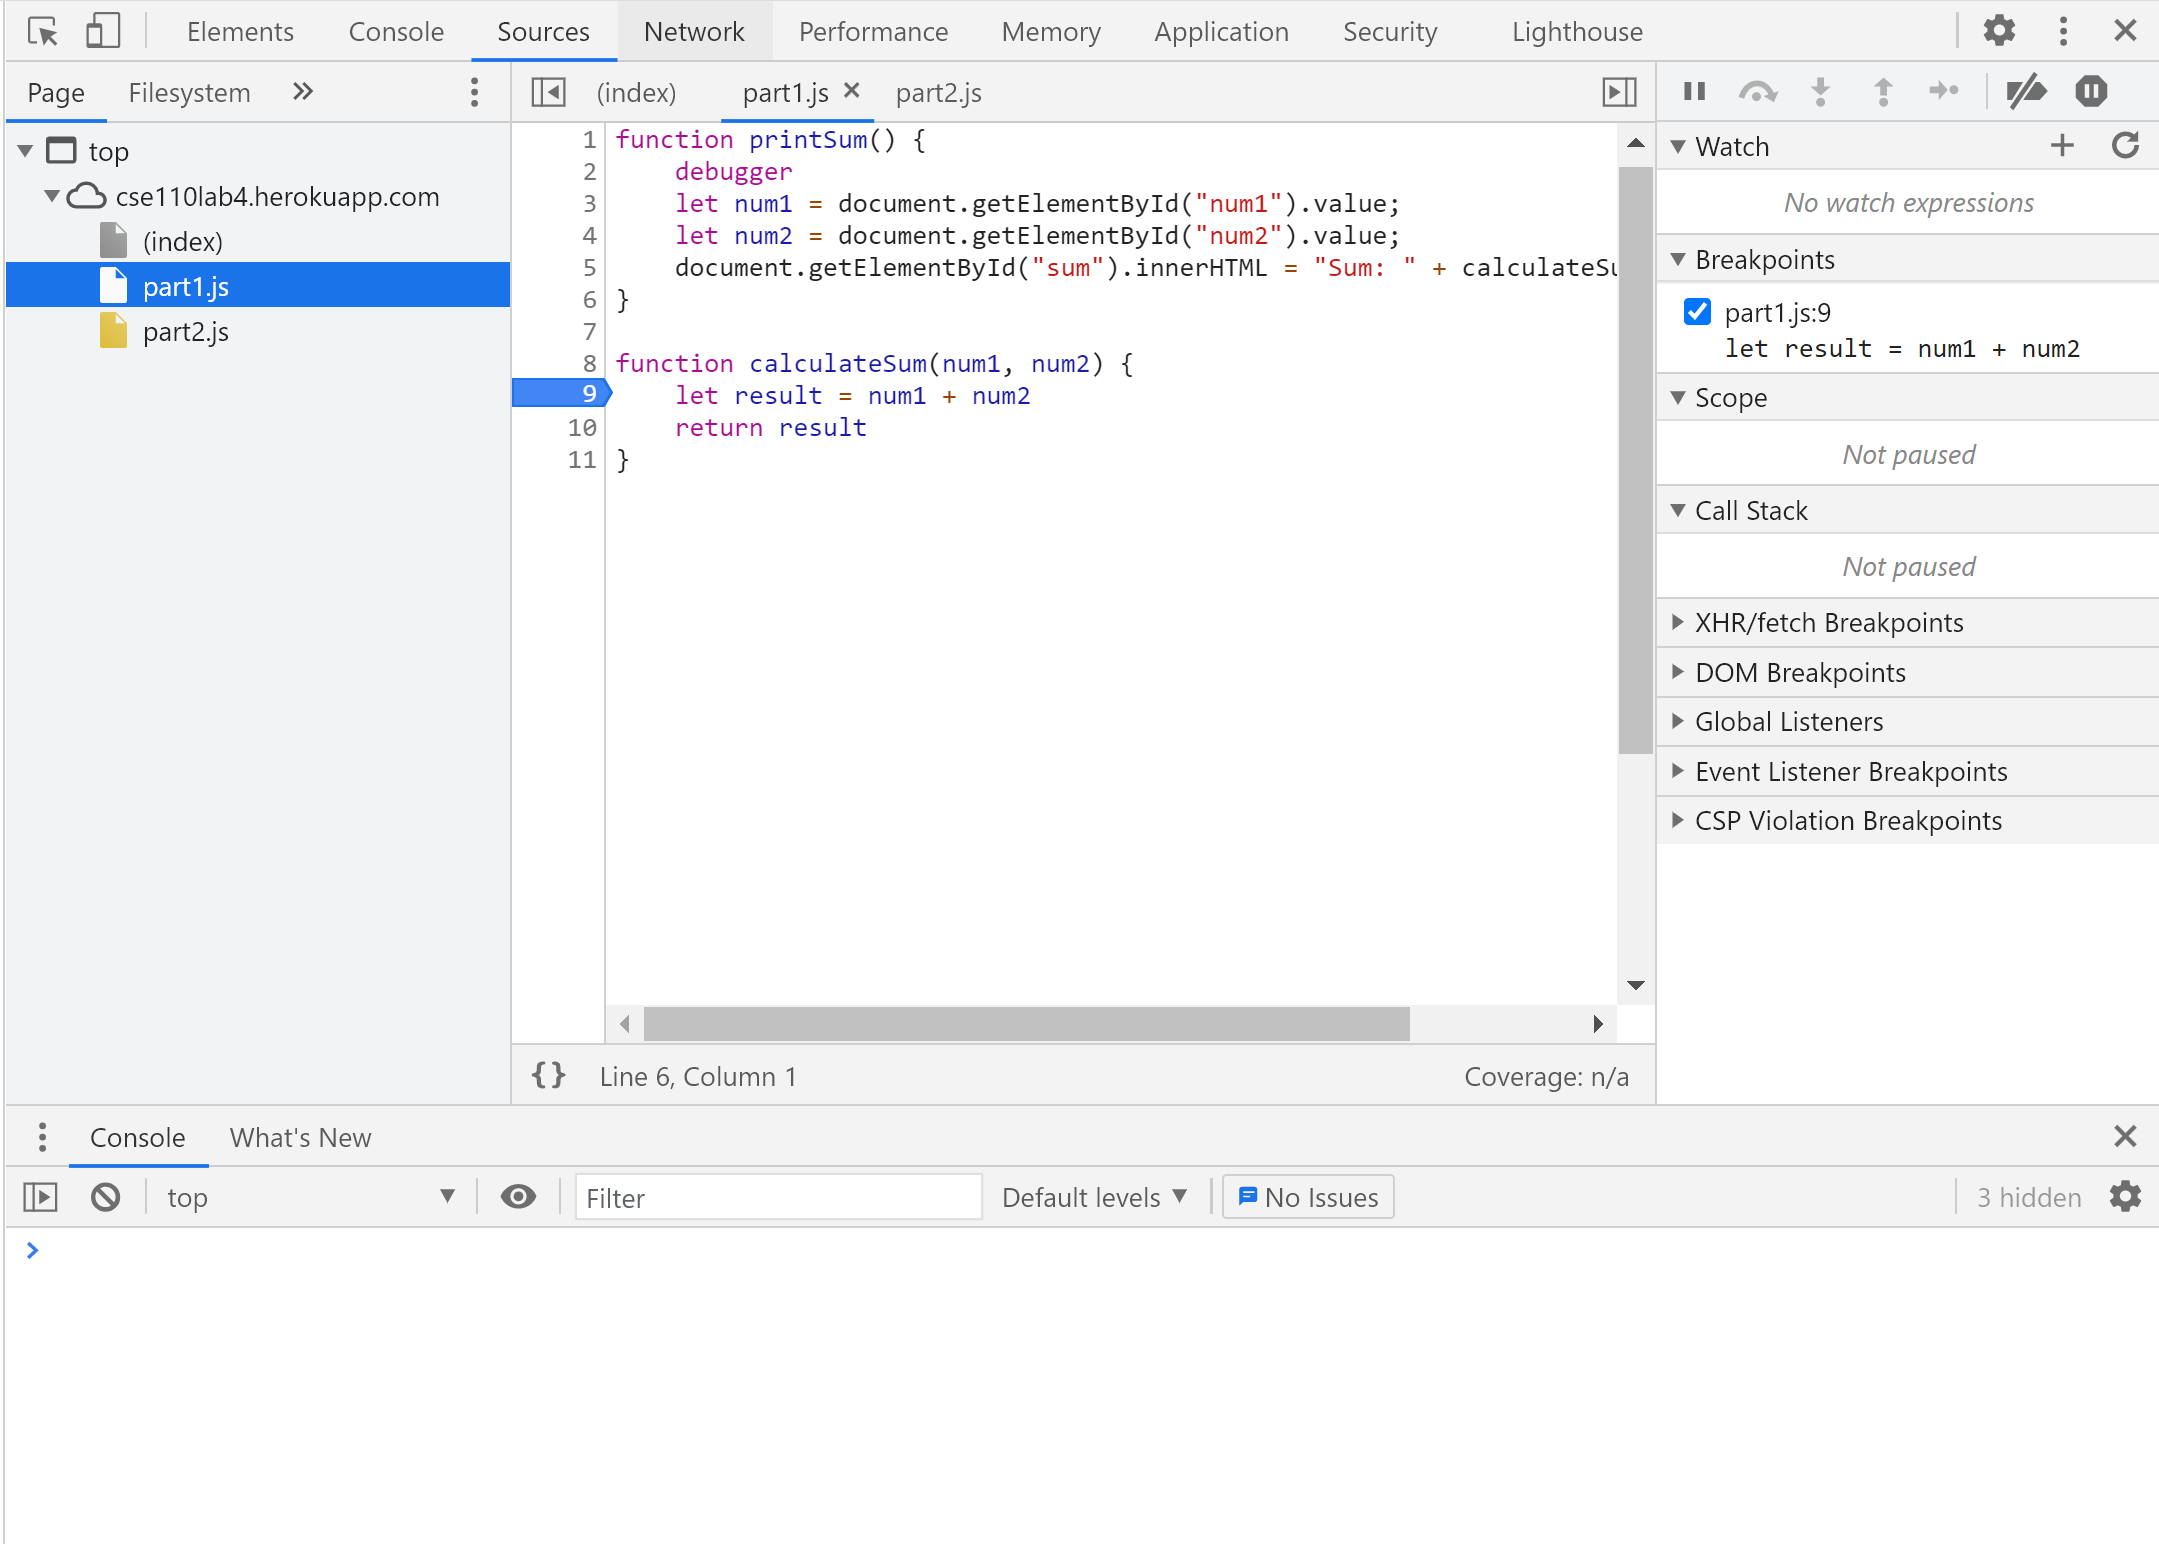 Elements Console Sources Network Performance Memory Application Security Lighthouse
Page Filesystem
(index) part1.js part2.js
top
cse110lab4.herokuapp.com
(index)
part1.js
part2.js
1 function printSum() {
2 debugger
3 let num1 = document.getElementById("num1").value;
4 let num2 = document.getElementById("num2").value;
5 document.getElementById("sum").innerHTML = "Sum: " + calculateSu
6 }
7
8 function calculateSum(num1, num2) {
9 let result = num1 + num2
10 return result
11 }
{} Line 6, Column 1 Coverage: n/a
Watch
No watch expressions
Breakpoints
part1.js:9
let result = num1 + num2
Scope
Not paused
Call Stack
Not paused
XHR/fetch Breakpoints
DOM Breakpoints
Global Listeners
Event Listener Breakpoints
CSP Violation Breakpoints
Console What's New
top Filter Default levels No Issues 3 hidden